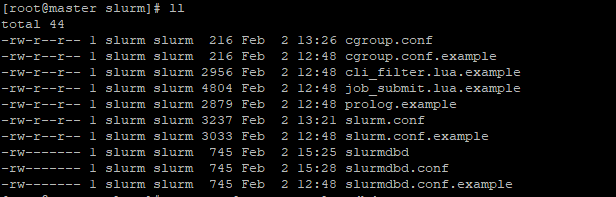 [root@master slurm]# ll
total 44
-rw-r--r-- 1 slurm slurm  216 Feb  2 13:26 cgroup.conf
-rw-r--r-- 1 slurm slurm  216 Feb  2 12:48 cgroup.conf.example
-rw-r--r-- 1 slurm slurm 2956 Feb  2 12:48 cli_filter.lua.example
-rw-r--r-- 1 slurm slurm 4804 Feb  2 12:48 job_submit.lua.example
-rw-r--r-- 1 slurm slurm 2879 Feb  2 12:48 prolog.example
-rw-r--r-- 1 slurm slurm 3237 Feb  2 13:21 slurm.conf
-rw-r--r-- 1 slurm slurm 3033 Feb  2 12:48 slurm.conf.example
-rw------- 1 slurm slurm  745 Feb  2 15:25 slurmdbd
-rw------- 1 slurm slurm  745 Feb  2 15:28 slurmdbd.conf
-rw------- 1 slurm slurm  745 Feb  2 12:48 slurmdbd.conf.example